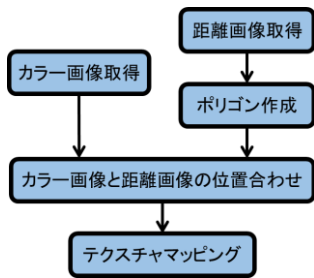 距離画像取得
カラー画像取得
ポリゴン作成
カラー画像と距離画像の位置合わせ
テクスチャマッピング